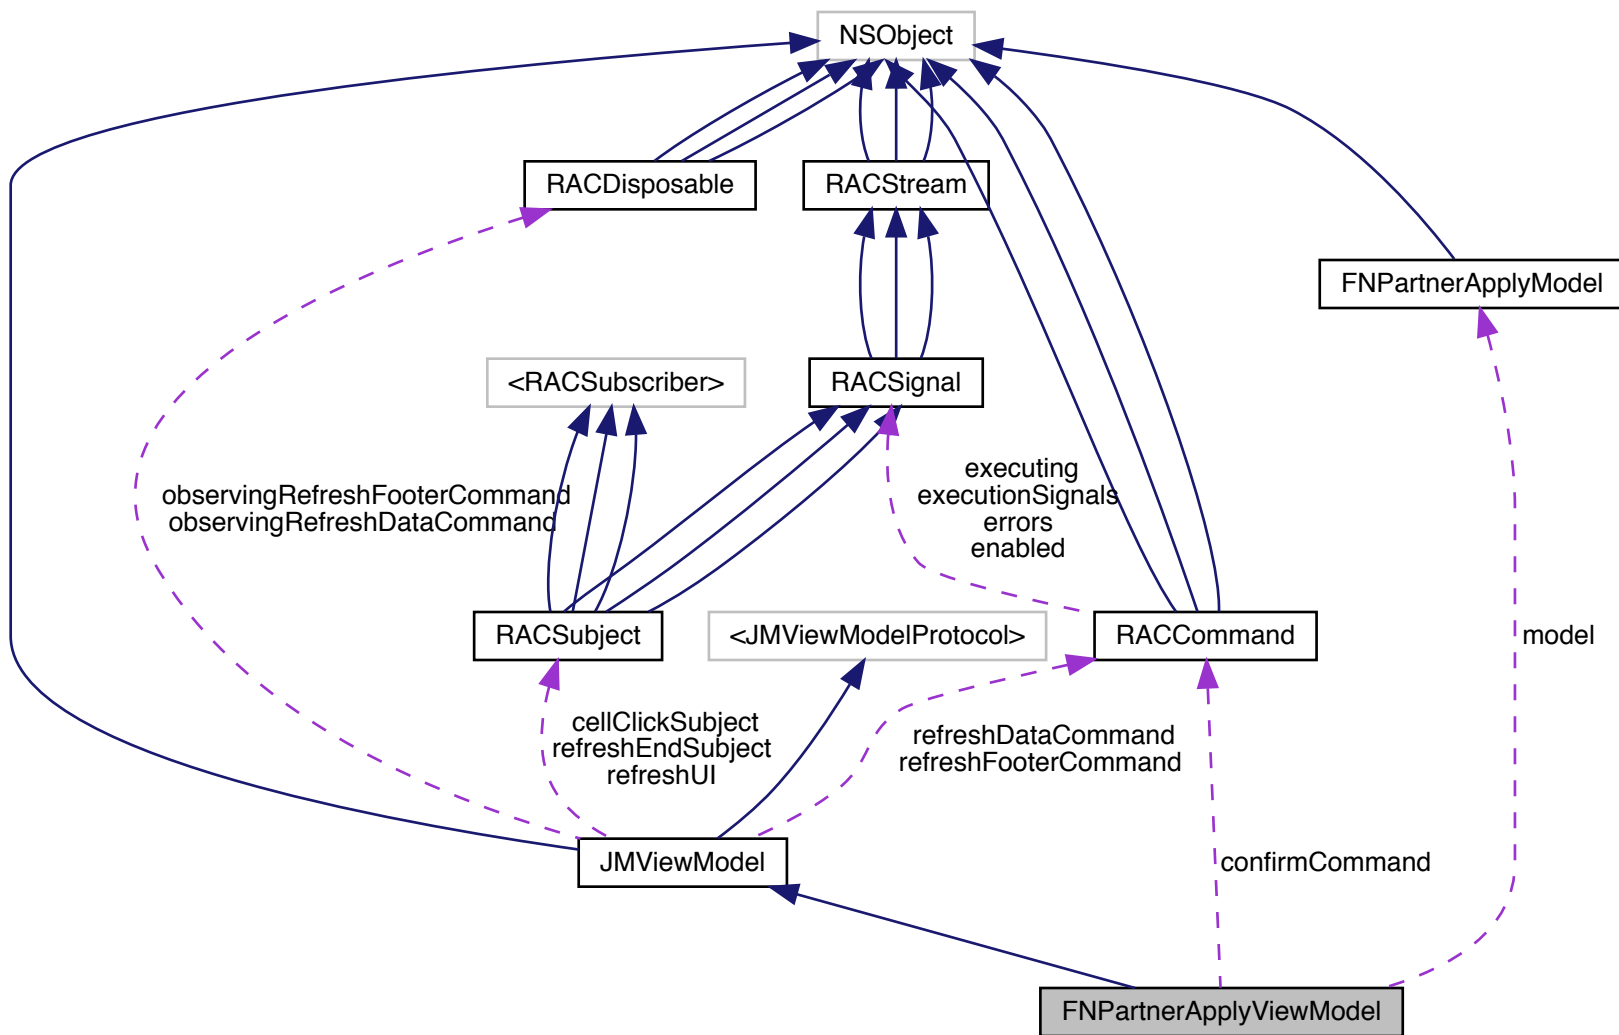 NSObject
RACDisposable
RACStream
FNPartnerApplyModel
<RACSubscriber>
RACSignal
observingRefreshFooterCommand
observingRefreshDataCommand
executing
executionSignals
errors
enabled
RACSubject
<JMViewModelProtocol>
RACCommand
model
cellClickSubject
refreshEndSubject
refreshUI
refreshDataCommand
refreshFooterCommand
JMViewModel
confirmCommand
FNPartnerApplyViewModel